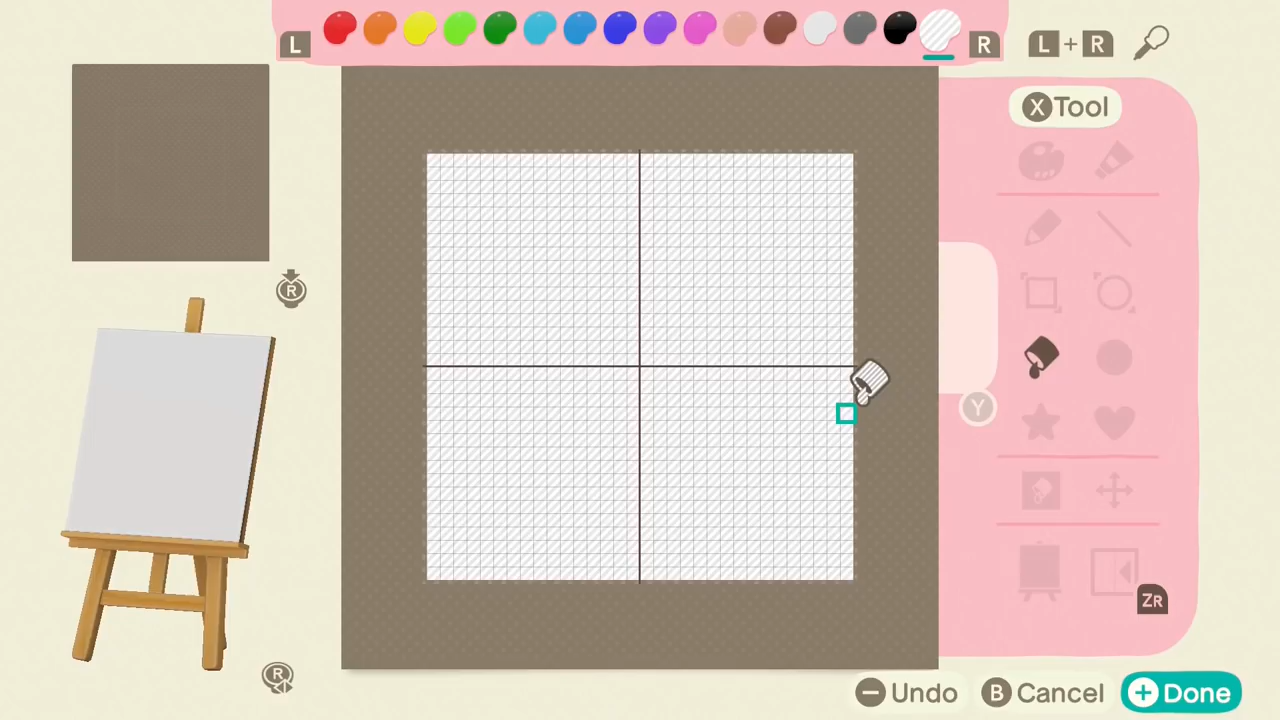 L
R
L + R
X Tool
R
Y
ZR
R
− Undo
B Cancel
+ Done